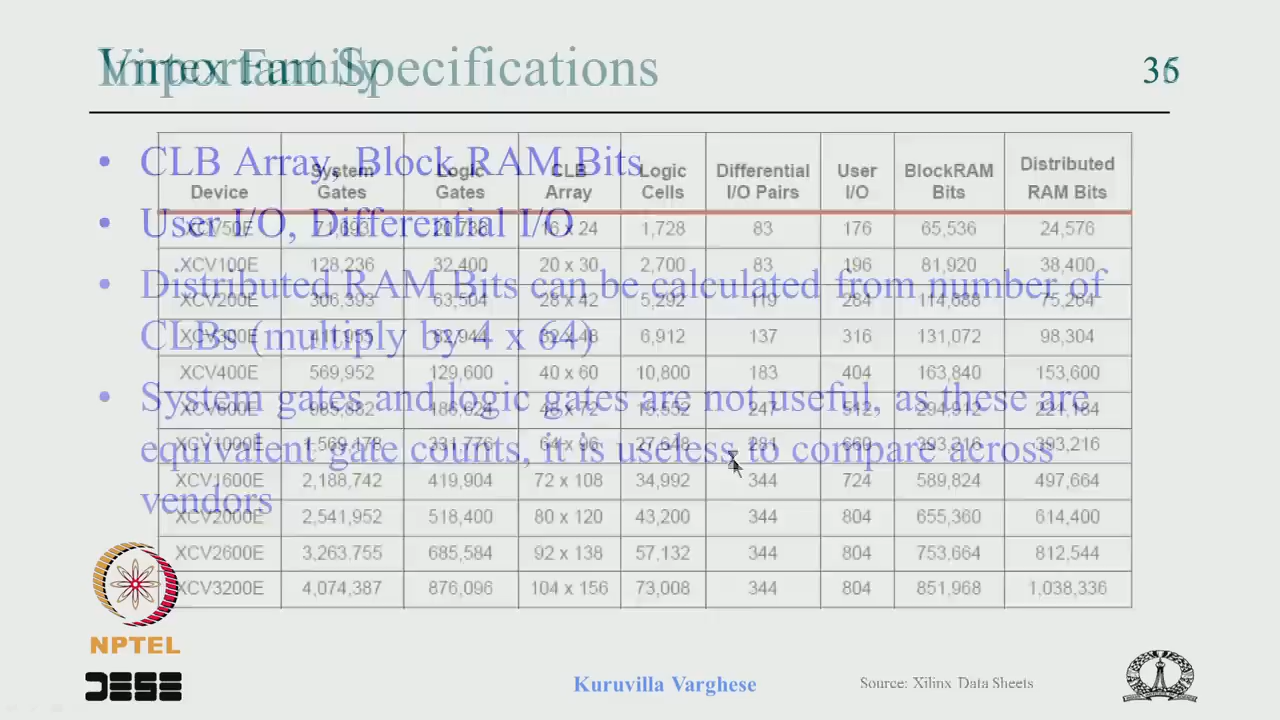 Virtex Family
Important Specifications
35
36
• CLB Array, Block RAM Bits
• User I/O, Differential I/O
• Distributed RAM Bits can be calculated from number of
CLBs (multiply by 4 x 64)
• System gates and logic gates are not useful, as these are
equivalent gate counts, it is useless to compare across
vendors
Device System Gates Logic Gates CLB Array Logic Cells Differential I/O Pairs User I/O BlockRAM Bits Distributed RAM Bits
XCV50E 71,693 20,736 16 x 24 1,728 83 176 65,536 24,576
XCV100E 128,236 32,400 20 x 30 2,700 83 196 81,920 38,400
XCV200E 306,393 63,504 28 x 42 5,292 119 284 114,688 75,264
XCV300E 411,955 82,944 32 x 48 6,912 137 316 131,072 98,304
XCV400E 569,952 129,600 40 x 60 10,800 183 404 163,840 153,600
XCV600E 985,882 186,624 48 x 72 15,552 247 512 294,912 221,184
XCV1000E 1,569,178 331,776 64 x 96 27,648 281 660 393,216 393,216
XCV1600E 2,188,742 419,904 72 x 108 34,992 344 724 589,824 497,664
XCV2000E 2,541,952 518,400 80 x 120 43,200 344 804 655,360 614,400
XCV2600E 3,263,755 685,584 92 x 138 57,132 344 804 753,664 812,544
XCV3200E 4,074,387 876,096 104 x 156 73,008 344 804 851,968 1,038,336
NPTEL
DESE
Kuruvilla Varghese
Source: Xilinx Data Sheets